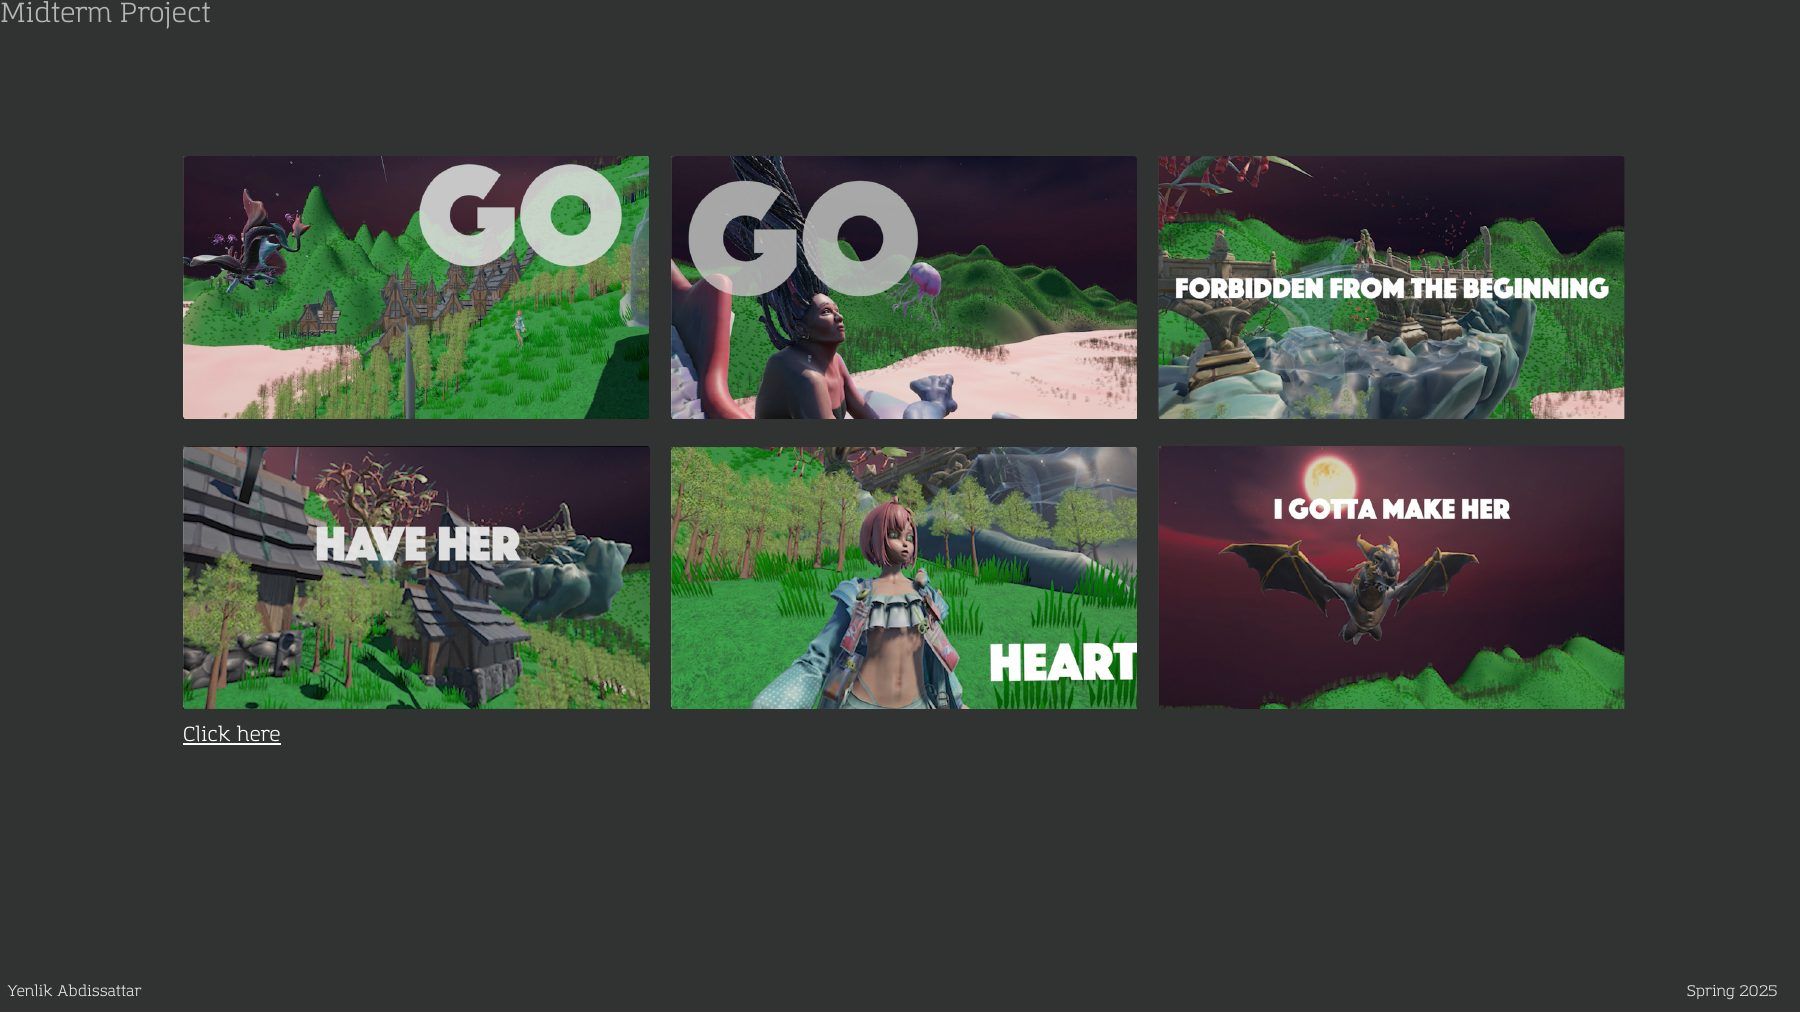 Midterm Project
GO
GO
FORBIDDEN FROM THE BEGINNING
HAVE HER
HEART
I GOTTA MAKE HER
Click here
Yenlik Abdissattar
Spring 2025